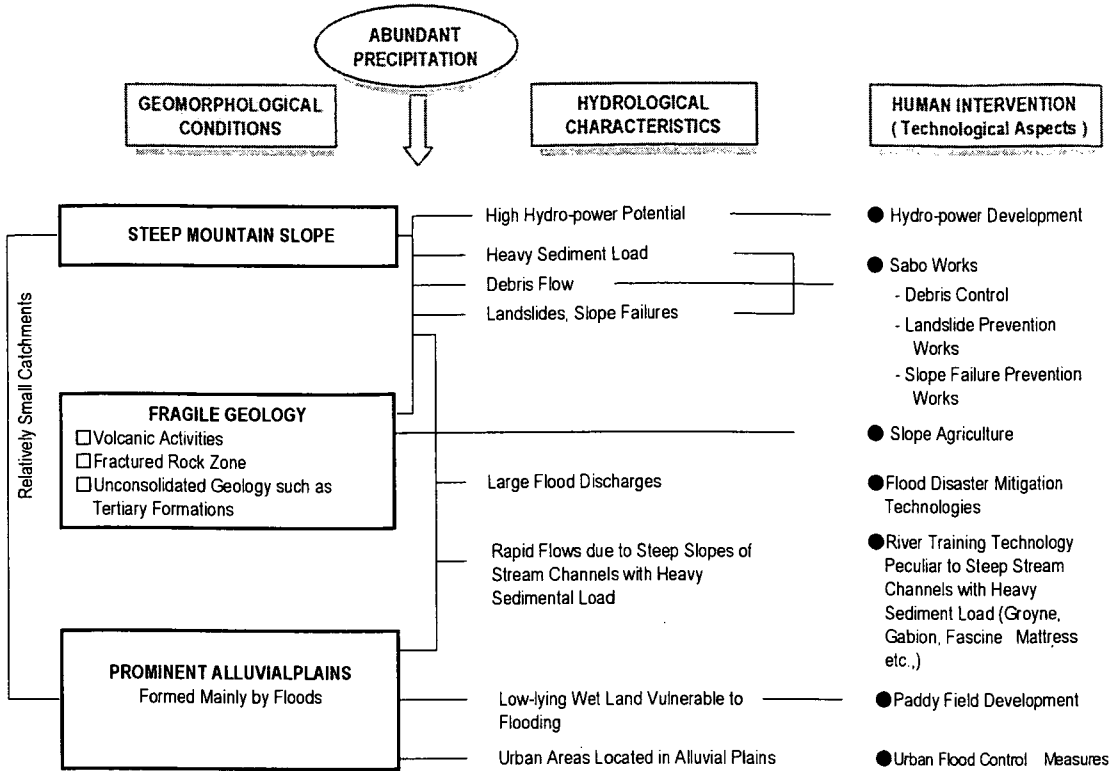 ABUNDANT
PRECIPITATION
GEOMORPHOLOGICAL
CONDITIONS
HYDROLOGICAL
CHARACTERISTICS
HUMAN INTERVENTION
( Technological Aspects )
Relatively Small Catchments
STEEP MOUNTAIN SLOPE
High Hydro-power Potential
Heavy Sediment Load
Debris Flow
Landslides, Slope Failures
● Hydro-power Development
● Sabo Works
- Debris Control
- Landslide Prevention
Works
- Slope Failure Prevention
Works
FRAGILE GEOLOGY
□ Volcanic Activities
□ Fractured Rock Zone
□ Unconsolidated Geology such as
Tertiary Formations
● Slope Agriculture
Large Flood Discharges
● Flood Disaster Mitigation
Technologies
Rapid Flows due to Steep Slopes of
Stream Channels with Heavy
Sedimental Load
● River Training Technology
Peculiar to Steep Stream
Channels with Heavy
Sediment Load (Groyne,
Gabion, Fascine Mattress
etc.,)
PROMINENT ALLUVIALPLAINS
Formed Mainly by Floods
Low-lying Wet Land Vulnerable to
Flooding
● Paddy Field Development
Urban Areas Located in Alluvial Plains
● Urban Flood Control Measures